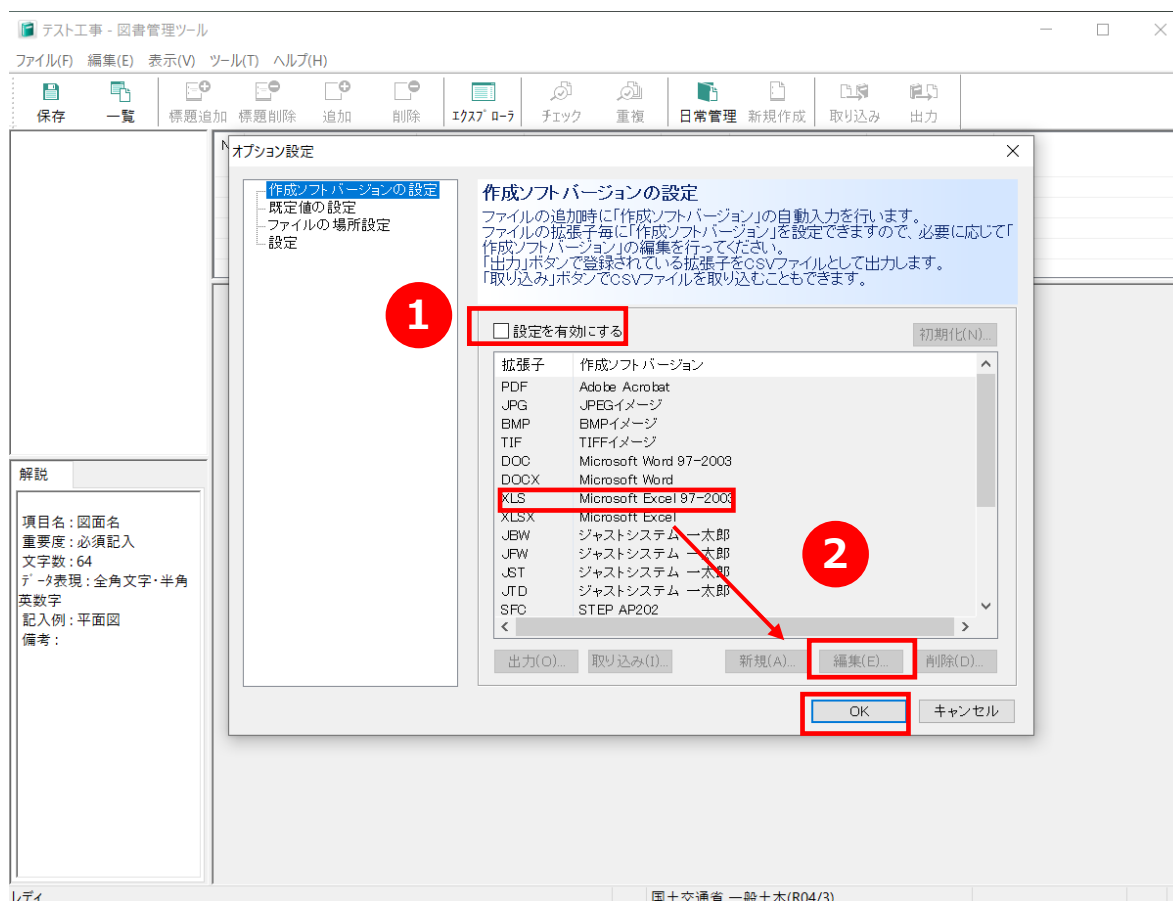 テスト工事 - 図書管理ツール
ファイル(F) 編集(E) 表示(V) ツール(T) ヘルプ(H)
保存 一覧 標題追加 標題削除 追加 削除 ｴｸｽﾌﾟﾛｰﾗ チェック 重複 日常管理 新規作成 取り込み 出力
オプション設定
作成ソフトバージョンの設定
既定値の設定
ファイルの場所設定
設定
作成ソフトバージョンの設定
ファイルの追加時に「作成ソフトバージョン」の自動入力を行います。
ファイルの拡張子毎に「作成ソフトバージョン」を設定できますので、必要に応じて「
作成ソフトバージョン」の編集を行ってください。
「出力」ボタンで登録されている拡張子をCSVファイルとして出力します。
「取り込み」ボタンでCSVファイルを取り込むこともできます。
1
設定を有効にする
初期化(N)...
拡張子 作成ソフトバージョン
PDF Adobe Acrobat
JPG JPEGイメージ
BMP BMPイメージ
TIF TIFFイメージ
DOC Microsoft Word 97-2003
DOCX Microsoft Word
XLS Microsoft Excel 97-2003
XLSX Microsoft Excel
JBW ジャストシステム 一太郎
JFW ジャストシステム 一太郎
JST ジャストシステム 一太郎
JTD ジャストシステム 一太郎
SFC STEP AP202
2
出力(O)... 取り込み(I)... 新規(A)... 編集(E)... 削除(D)...
OK キャンセル
解説
項目名：図面名
重要度：必須記入
文字数：64
ﾃﾞｰﾀ表現：全角文字・半角
英数字
記入例：平面図
備考：
レディ 国土交通省 一般土木(R04/3)